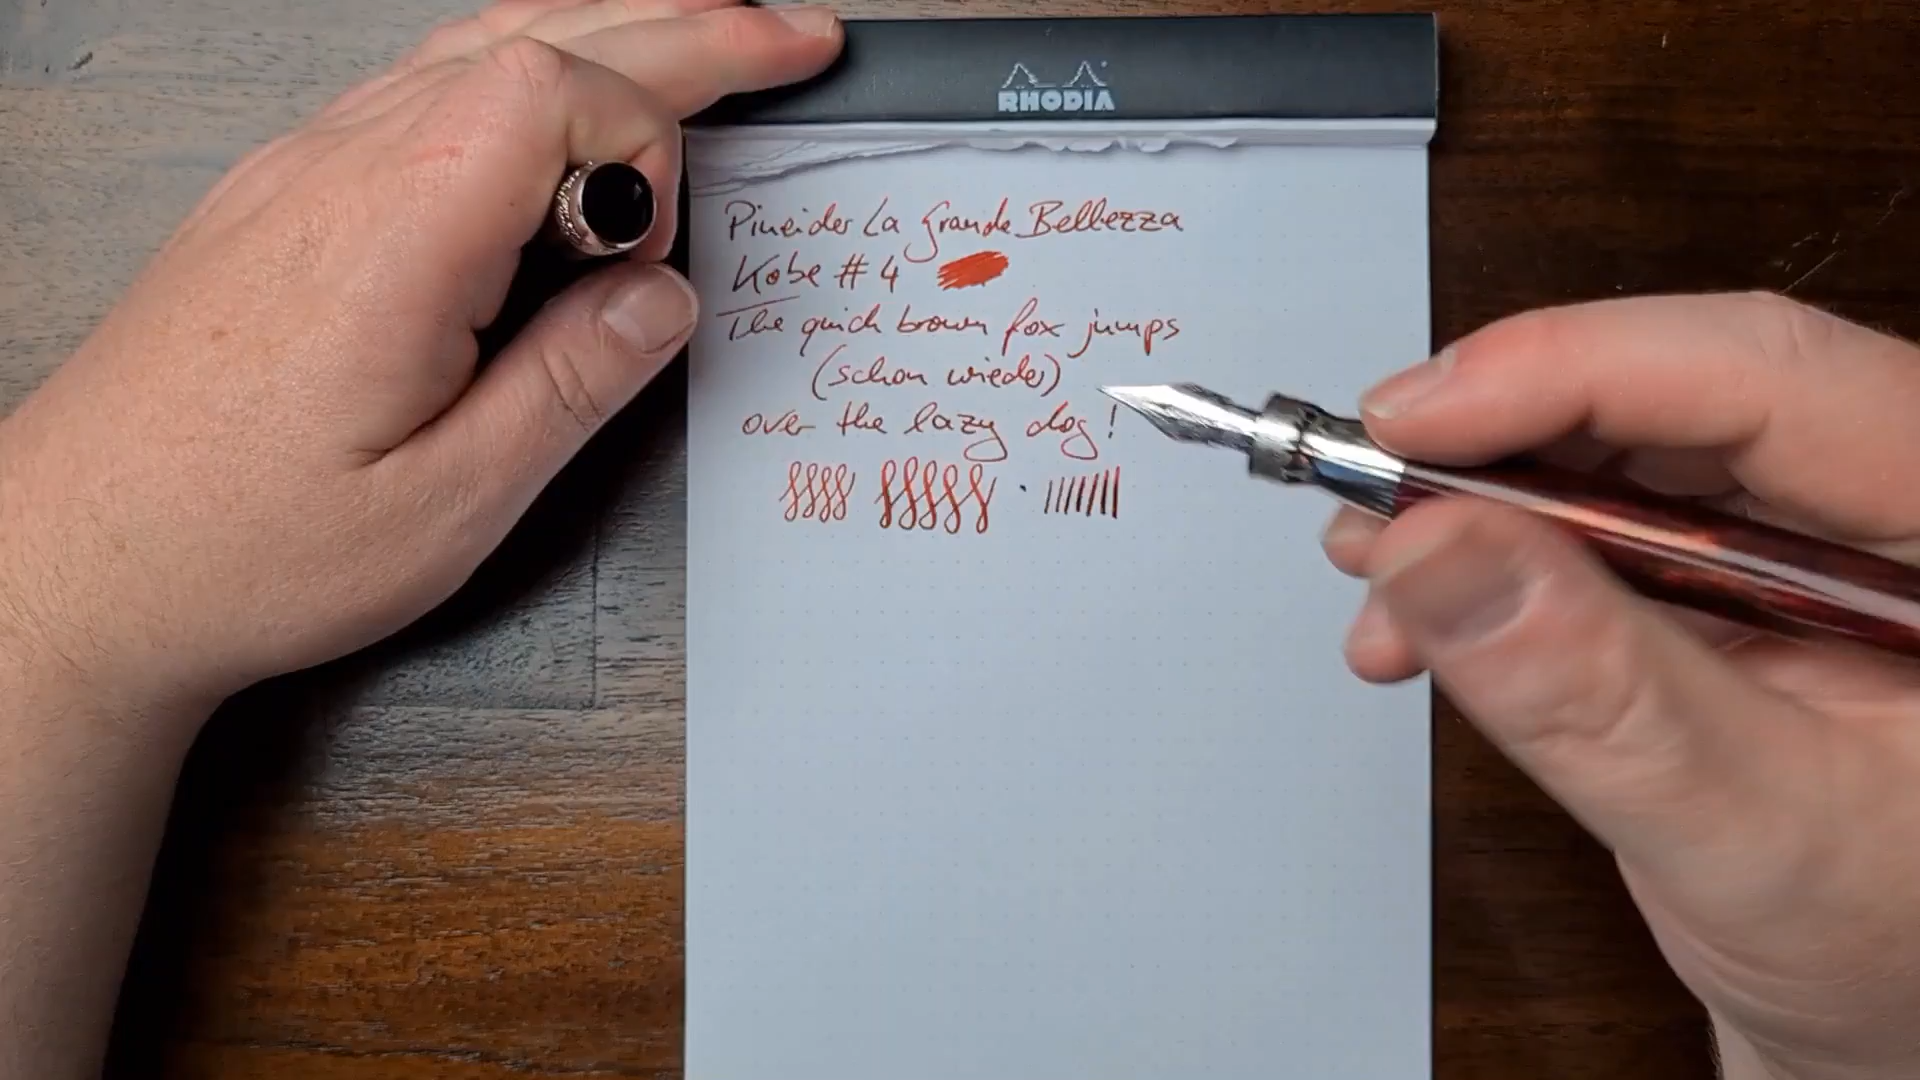 RHODIA
Pineider La Grande Bellezza
Kobe # 4
The quick brown fox jumps
(schon wieder)
over the lazy dog!